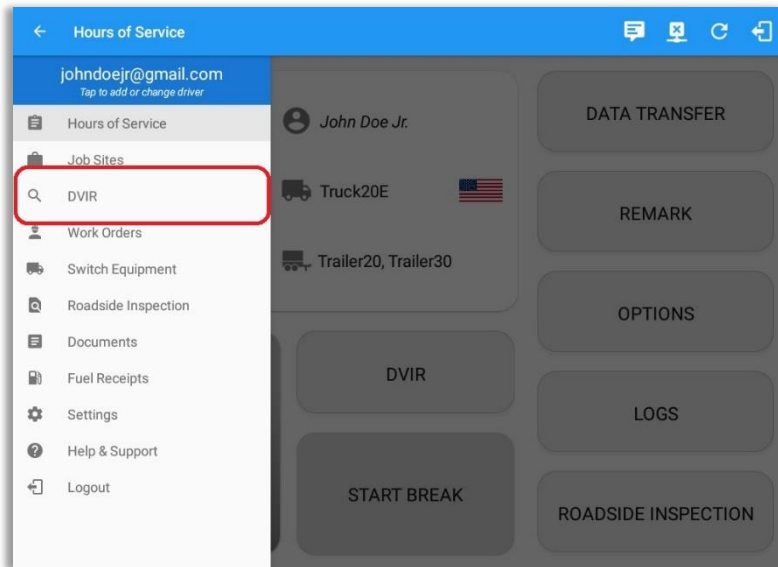 Hours of Service
johndoejr@gmail.com
Tap to add or change driver
Hours of Service
Job Sites
DVIR
Work Orders
Switch Equipment
Roadside Inspection
Documents
Fuel Receipts
Settings
Help & Support
Logout
John Doe Jr.
Truck20E
Trailer20, Trailer30
DVIR
START BREAK
DATA TRANSFER
REMARK
OPTIONS
LOGS
ROADSIDE INSPECTION